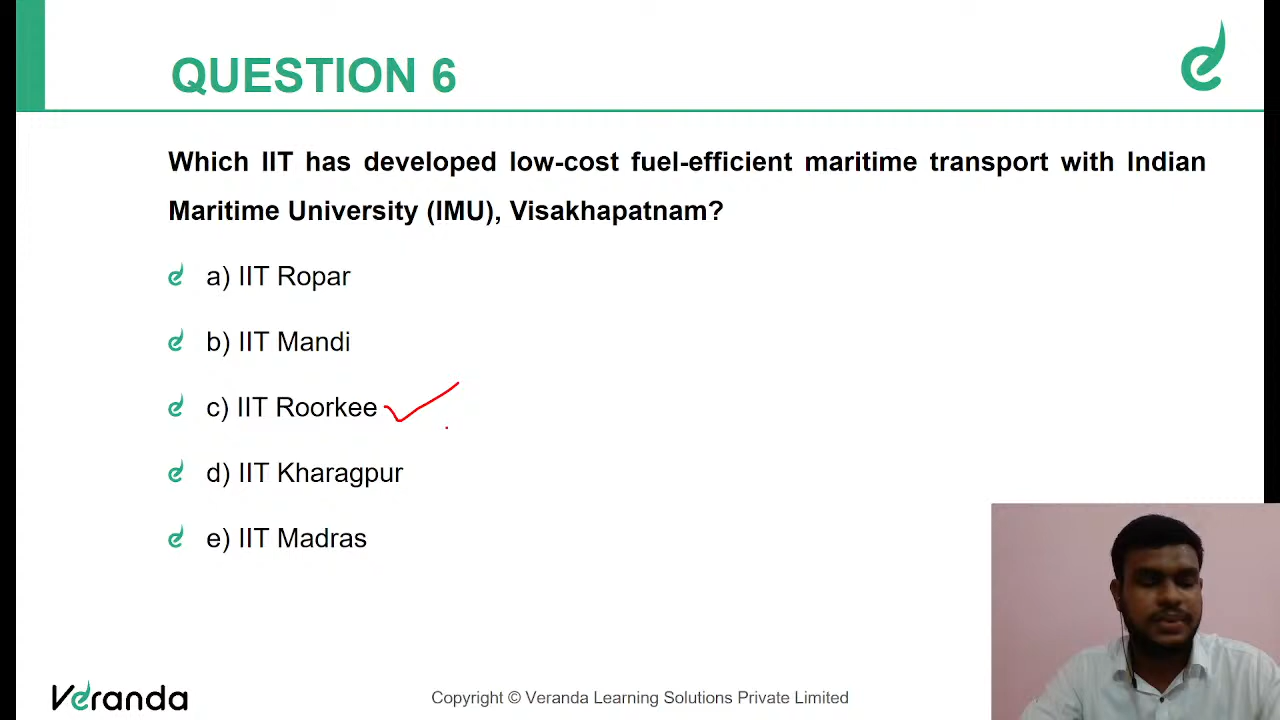 QUESTION 6
Which IIT has developed low-cost fuel-efficient maritime transport with Indian
Maritime University (IMU), Visakhapatnam?
a) IIT Ropar
b) IIT Mandi
c) IIT Roorkee
d) IIT Kharagpur
e) IIT Madras
Veranda
Copyright © Veranda Learning Solutions Private Limited